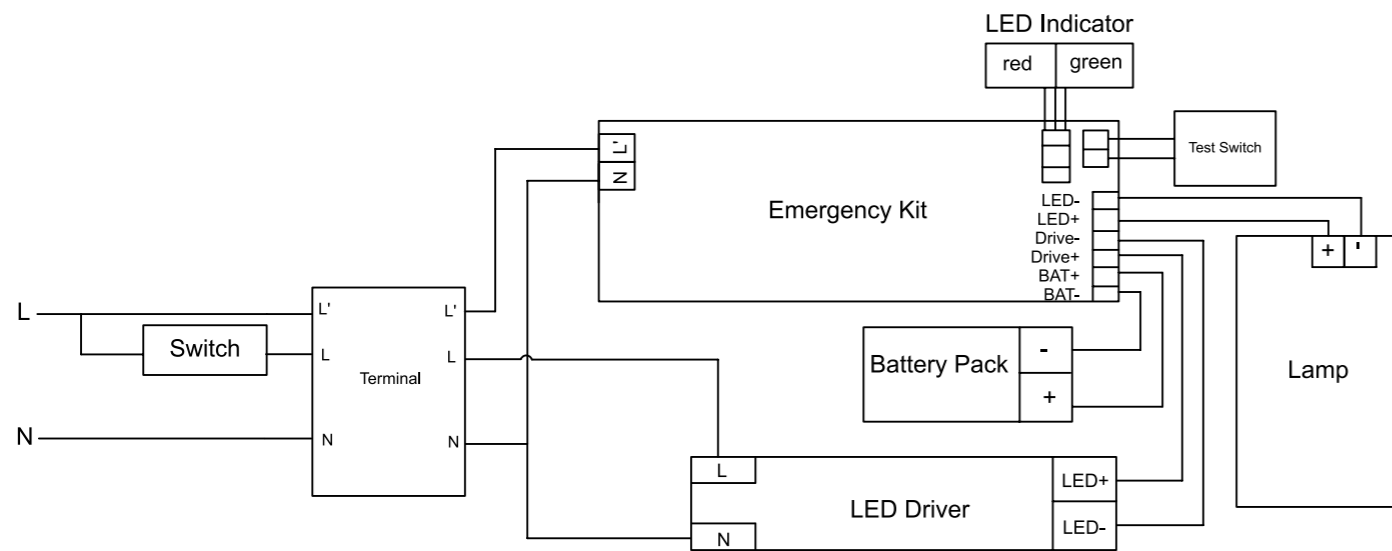 LED Indicator
red
green
L'
N
Test Switch
Emergency Kit
LED-
LED+
Drive-
Drive+
BAT+
BAT-
+
-
L
Switch
N
L'
L
N
Terminal
L'
L
N
Battery Pack
-
+
Lamp
L
N
LED Driver
LED+
LED-